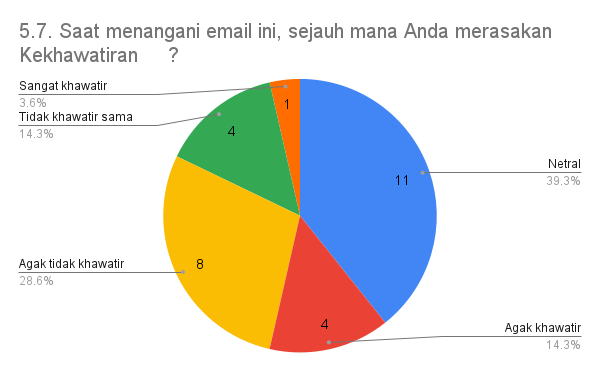 5.7. Saat menangani email ini, sejauh mana Anda merasakan
Kekhawatiran ?
Sangat khawatir
3.6%
Tidak khawatir sama
14.3%
Agak tidak khawatir
28.6%
Netral
39.3%
Agak khawatir
14.3%
1
4
11
8
4